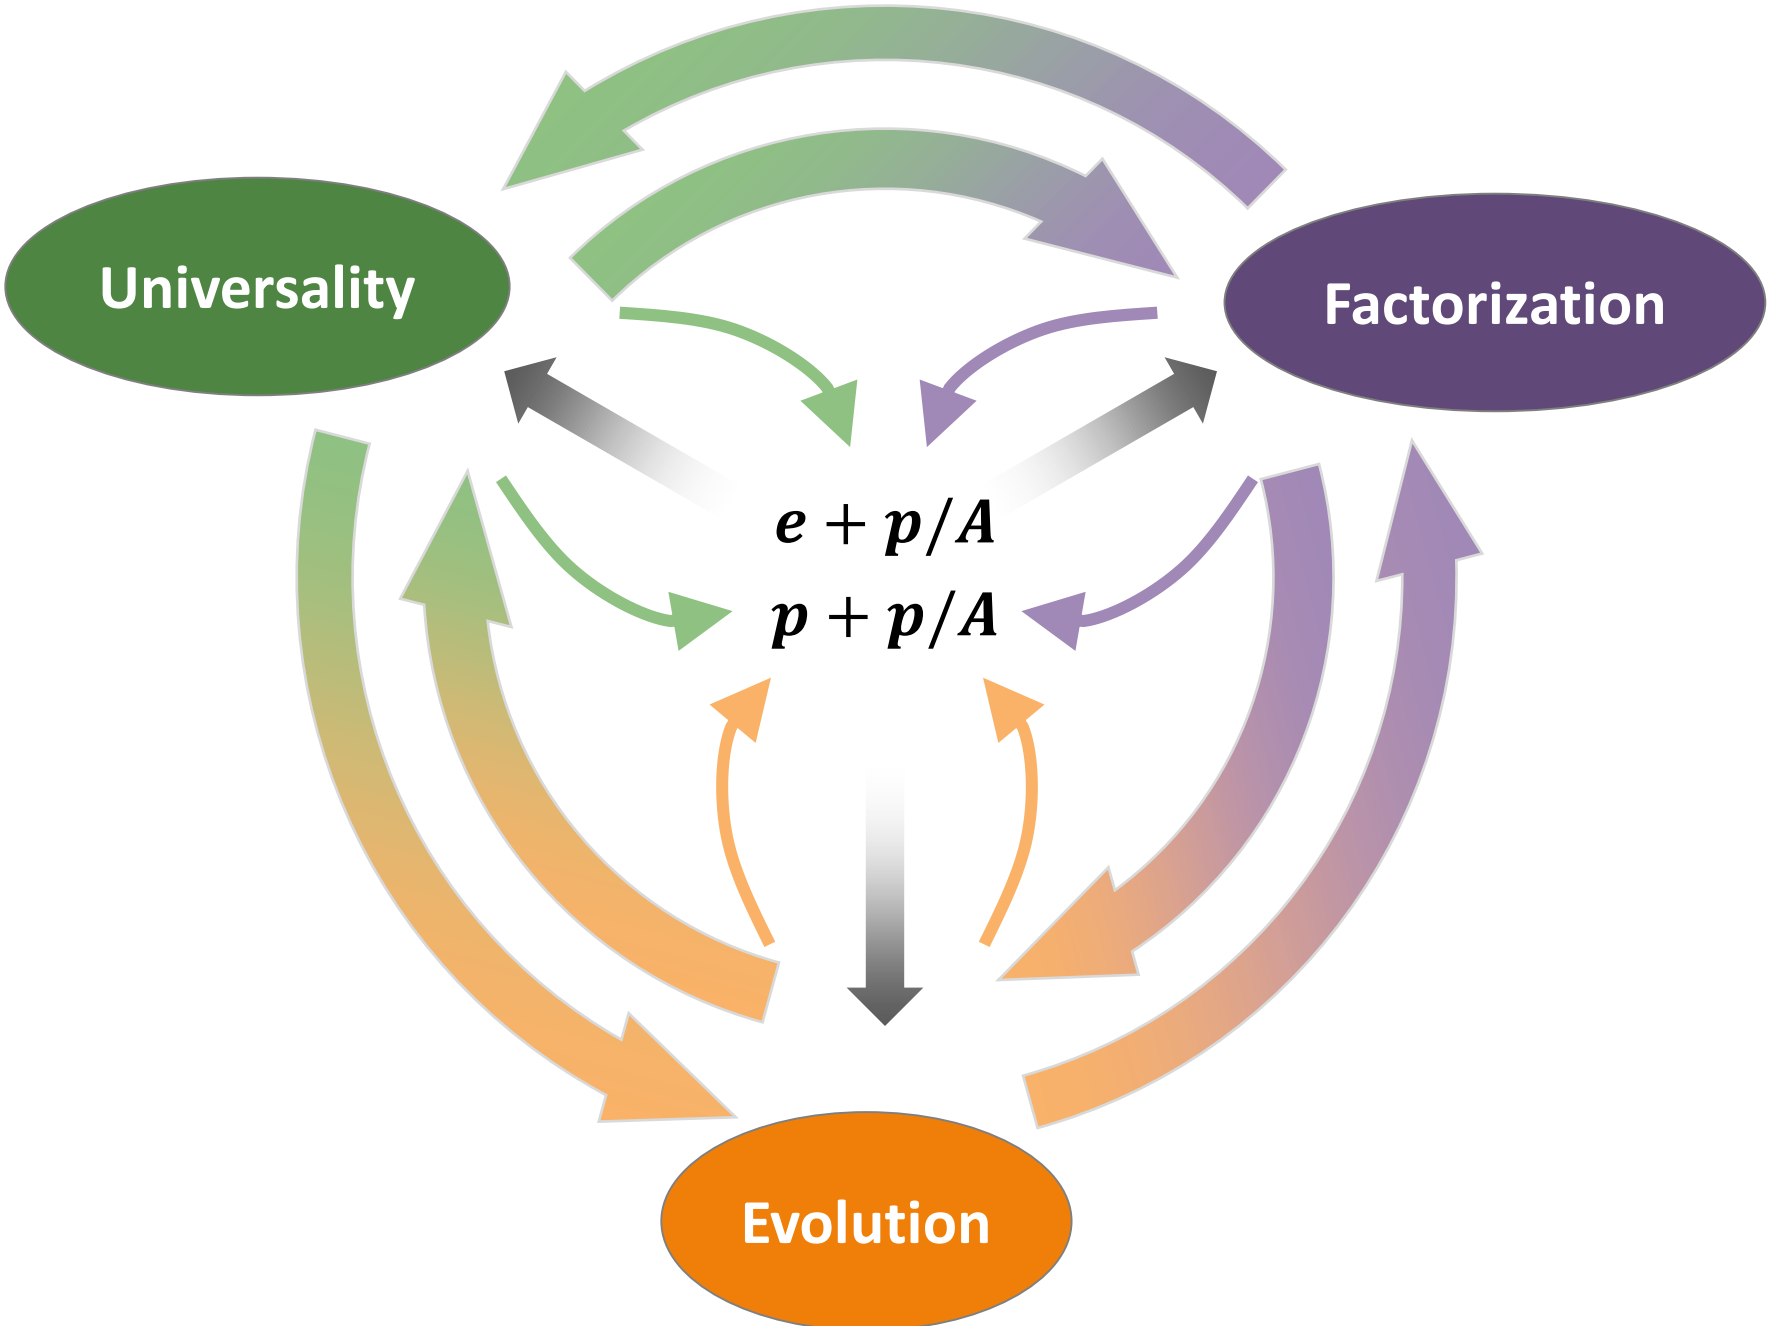 Universality
Factorization
e + p/A
p + p/A
Evolution